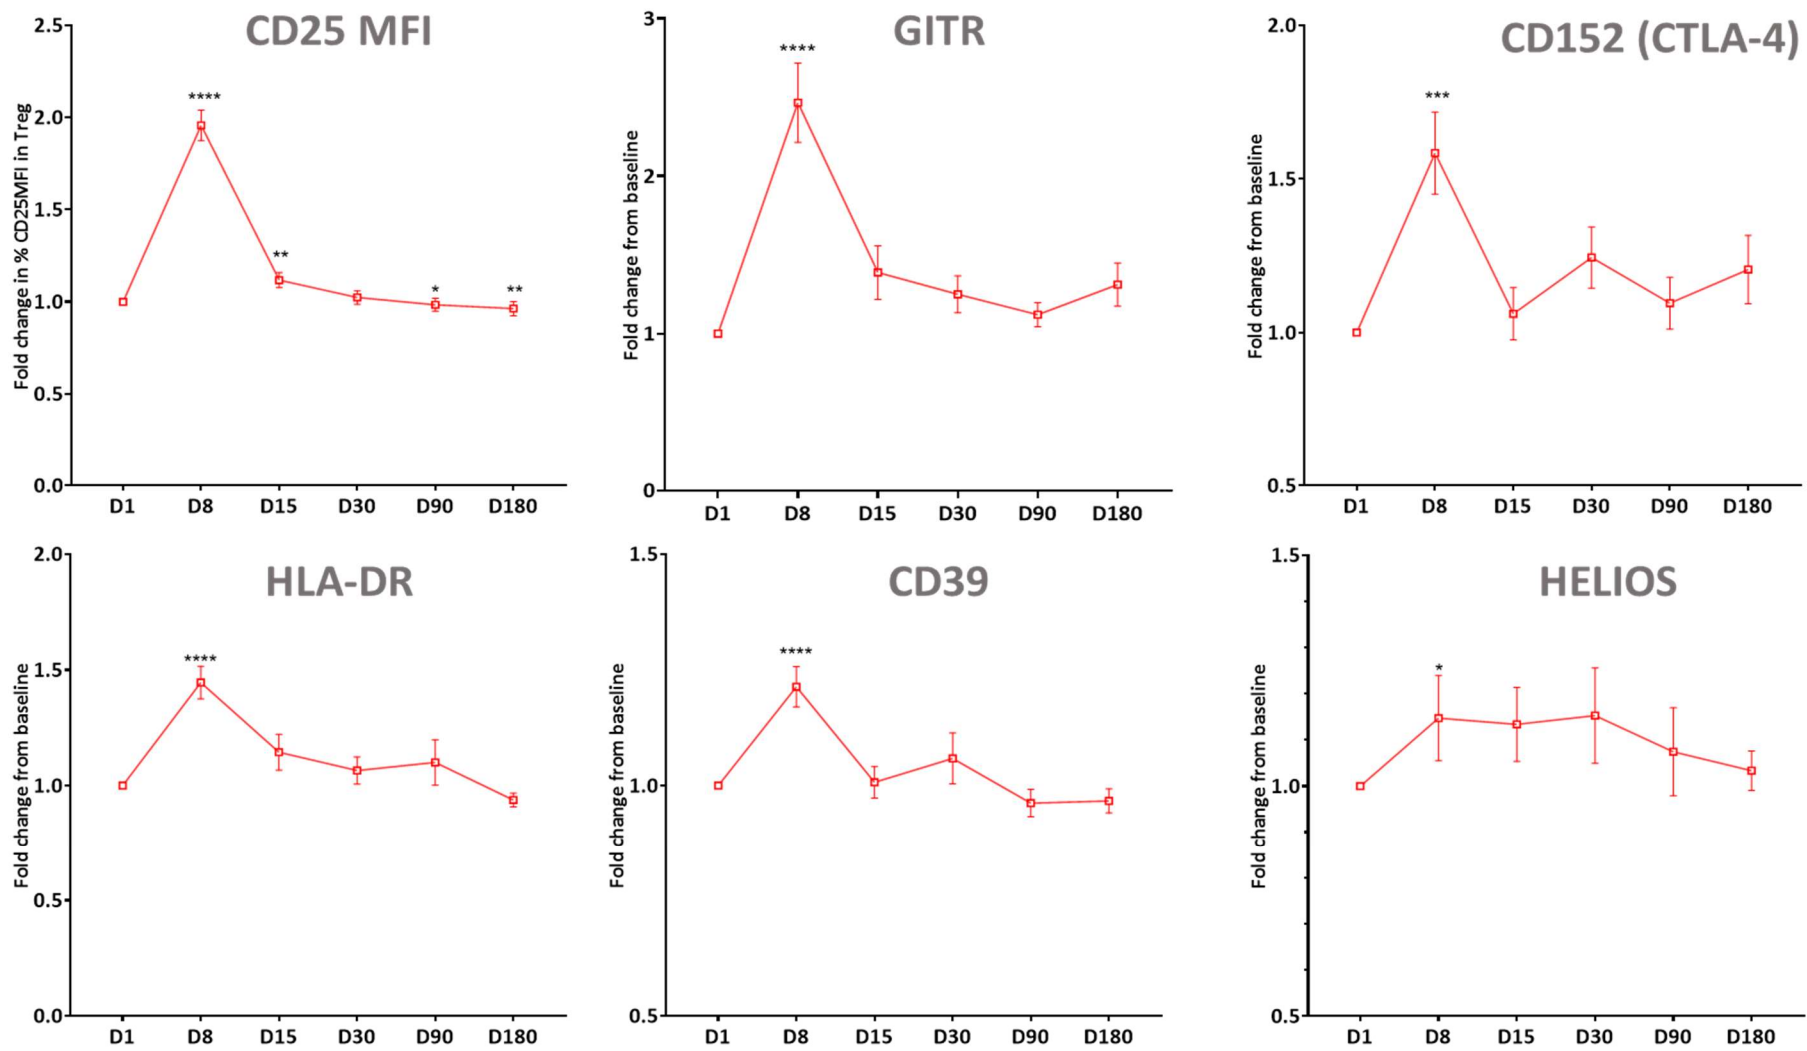 CD25 MFI
Fold change in % CD25MFI in Treg
2.5
2.0
1.5
1.0
0.5
0.0
****
**
*
**
D1 D8 D15 D30 D90 D180
GITR
Fold change from baseline
3
2
1
0
****
D1 D8 D15 D30 D90 D180
CD152 (CTLA-4)
Fold change from baseline
2.0
1.5
1.0
0.5
***
D1 D8 D15 D30 D90 D180
HLA-DR
Fold change from baseline
2.0
1.5
1.0
0.5
0.0
****
D1 D8 D15 D30 D90 D180
CD39
Fold change from baseline
1.5
1.0
0.5
****
D1 D8 D15 D30 D90 D180
HELIOS
Fold change from baseline
1.5
1.0
0.5
*
D1 D8 D15 D30 D90 D180